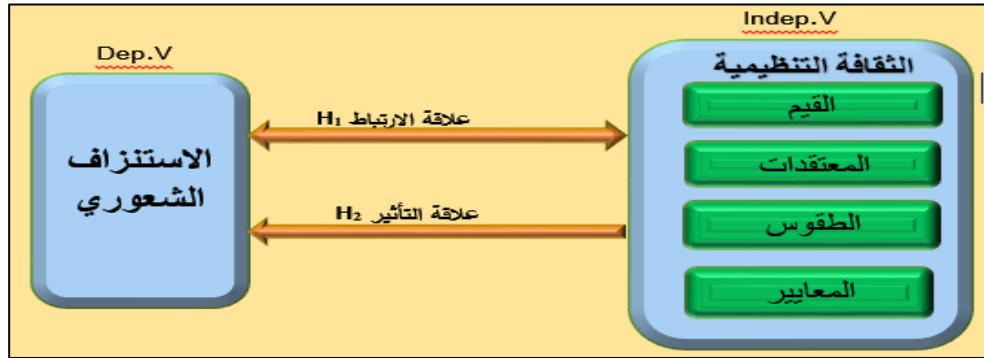 Indep.V
Dep.V
الثقافة التنظيمية
القيم
المعتقدات
الطقوس
المعايير
علاقة الارتباط H₁
علاقة التأثير H₂
الاستنزاف
الشعوري